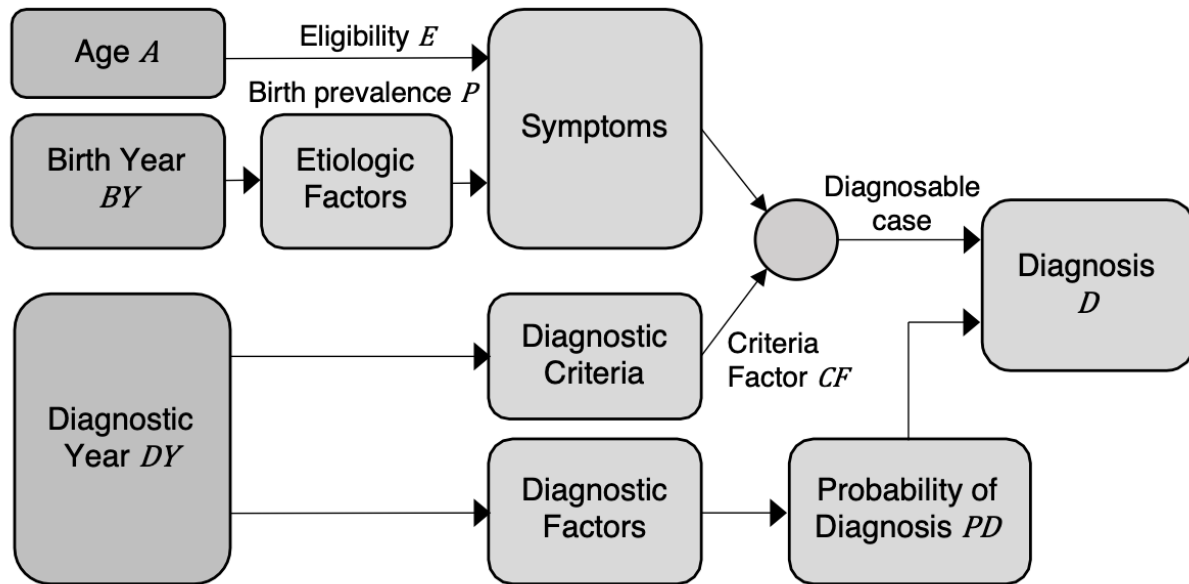 Age A
Eligibility E
Birth prevalence P
Birth Year
BY
Etiologic
Factors
Symptoms
Diagnosable
case
Diagnosis
D
Diagnostic
Year DY
Diagnostic
Criteria
Criteria
Factor CF
Diagnostic
Factors
Probability of
Diagnosis PD